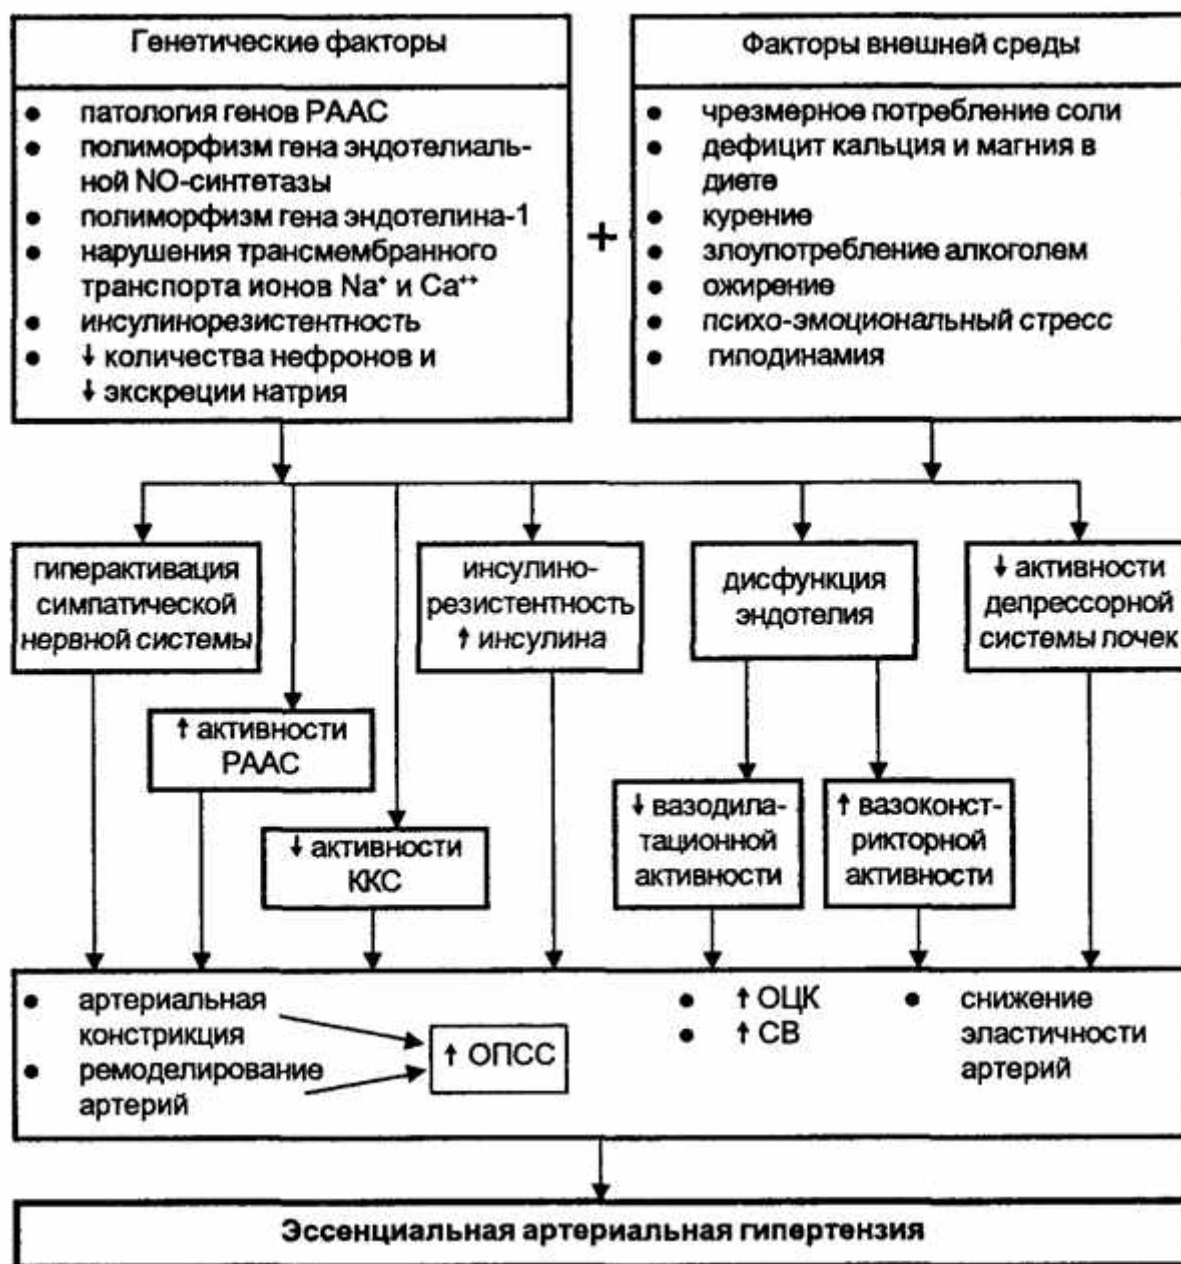 Генетические факторы
• патология генов РААС
• полиморфизм гена эндотелиаль-
ной NO-синтетазы
• полиморфизм гена эндотелина-1
• нарушения трансмембранного
транспорта ионов Na⁺ и Ca⁺⁺
• инсулинорезистентность
• ↓ количества нефронов и
↓ экскреции натрия
+
Факторы внешней среды
• чрезмерное потребление соли
• дефицит кальция и магния в
диете
• курение
• злоупотребление алкоголем
• ожирение
• психо-эмоциональный стресс
• гиподинамия
гиперактивация
симпатической
нервной системы
↑ активности
РААС
↓ активности
ККС
инсулино-
резистентность
↑ инсулина
дисфункция
эндотелия
↓ вазодила-
тационной
активности
↑ вазоконст-
рикторной
активности
↓ активности
депрессорной
системы почек
• артериальная
констрикция
• ремоделирование
артерий
↑ ОПСС
• ↑ ОЦК
• ↑ СВ
• снижение
эластичности
артерий
Эссенциальная артериальная гипертензия